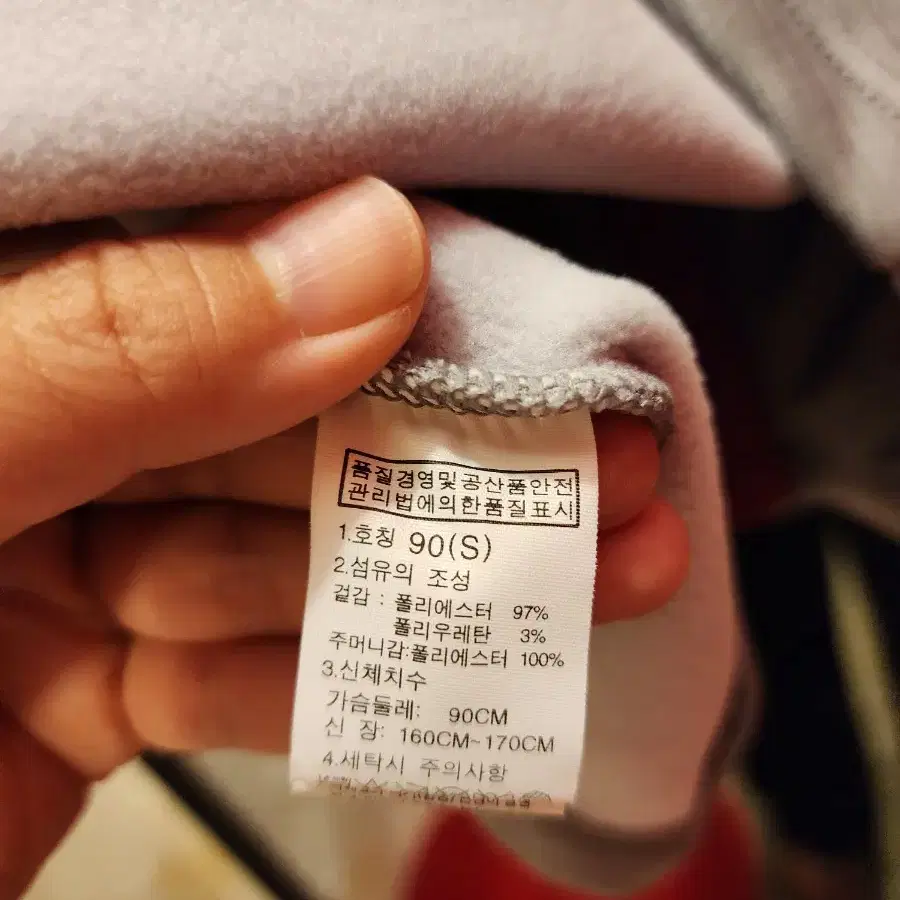 품질경영및공산품안전
관리법에의한품질표시
1.호칭 90(S)
2.섬유의 조성
겉감 : 폴리에스터 97%
폴리우레탄 3%
주머니감:폴리에스터 100%
3.신체치수
가슴둘레: 90CM
신 장: 160CM~170CM
4.세탁시 주의사항